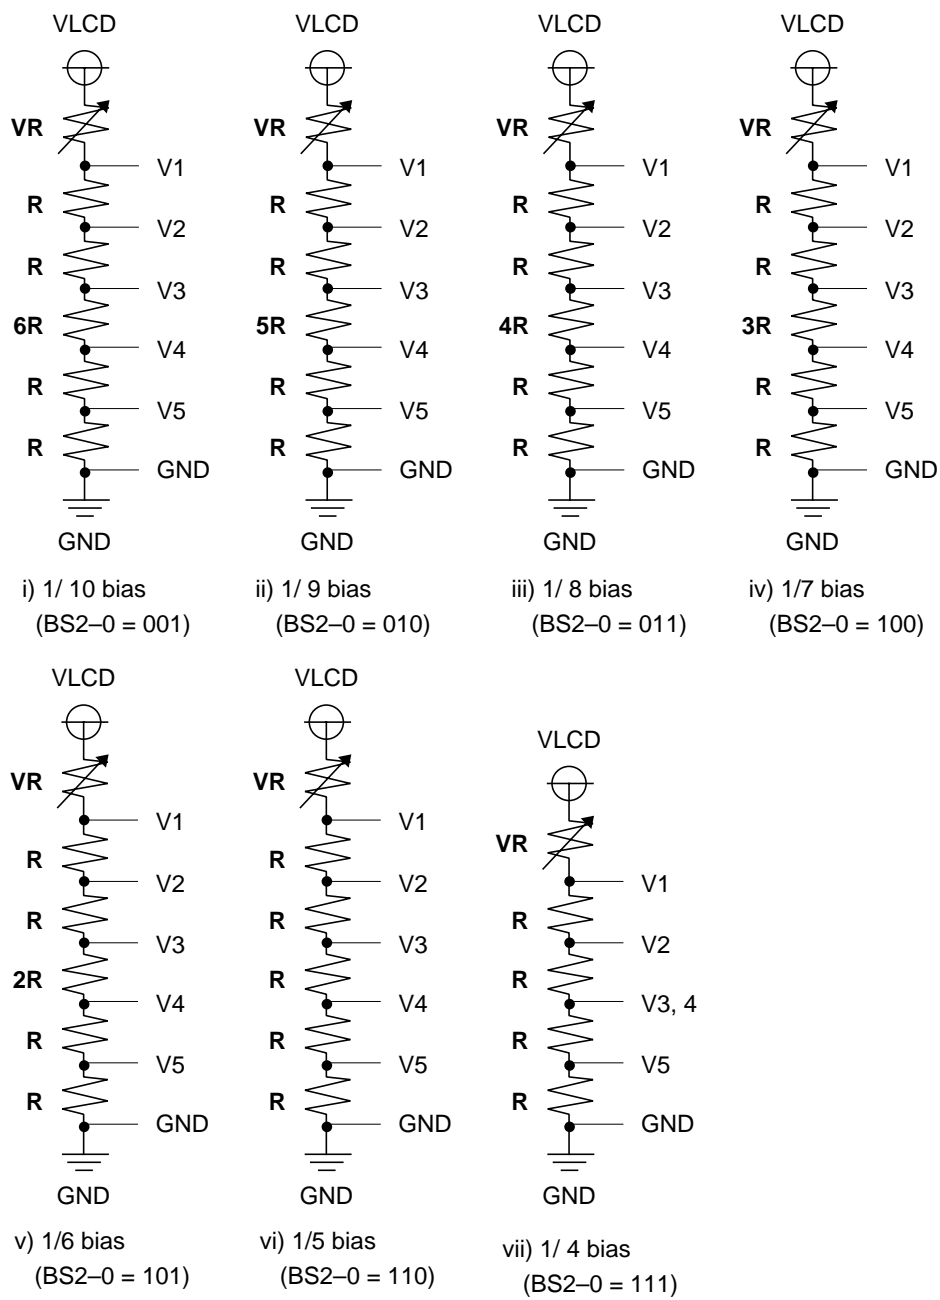 VLCD
VR
V1
R
V2
R
V3
6R
V4
R
V5
R
GND
GND
i) 1/ 10 bias
(BS2–0 = 001)
VLCD
VR
V1
R
V2
R
V3
5R
V4
R
V5
R
GND
GND
ii) 1/ 9 bias
(BS2–0 = 010)
VLCD
VR
V1
R
V2
R
V3
4R
V4
R
V5
R
GND
GND
iii) 1/ 8 bias
(BS2–0 = 011)
VLCD
VR
V1
R
V2
R
V3
3R
V4
R
V5
R
GND
GND
iv) 1/7 bias
(BS2–0 = 100)
VLCD
VR
V1
R
V2
R
V3
2R
V4
R
V5
R
GND
GND
v) 1/6 bias
(BS2–0 = 101)
VLCD
VR
V1
R
V2
R
V3
R
V4
R
V5
R
GND
GND
vi) 1/5 bias
(BS2–0 = 110)
VLCD
VR
V1
R
V2
R
V3, 4
R
V5
R
GND
GND
vii) 1/ 4 bias
(BS2–0 = 111)